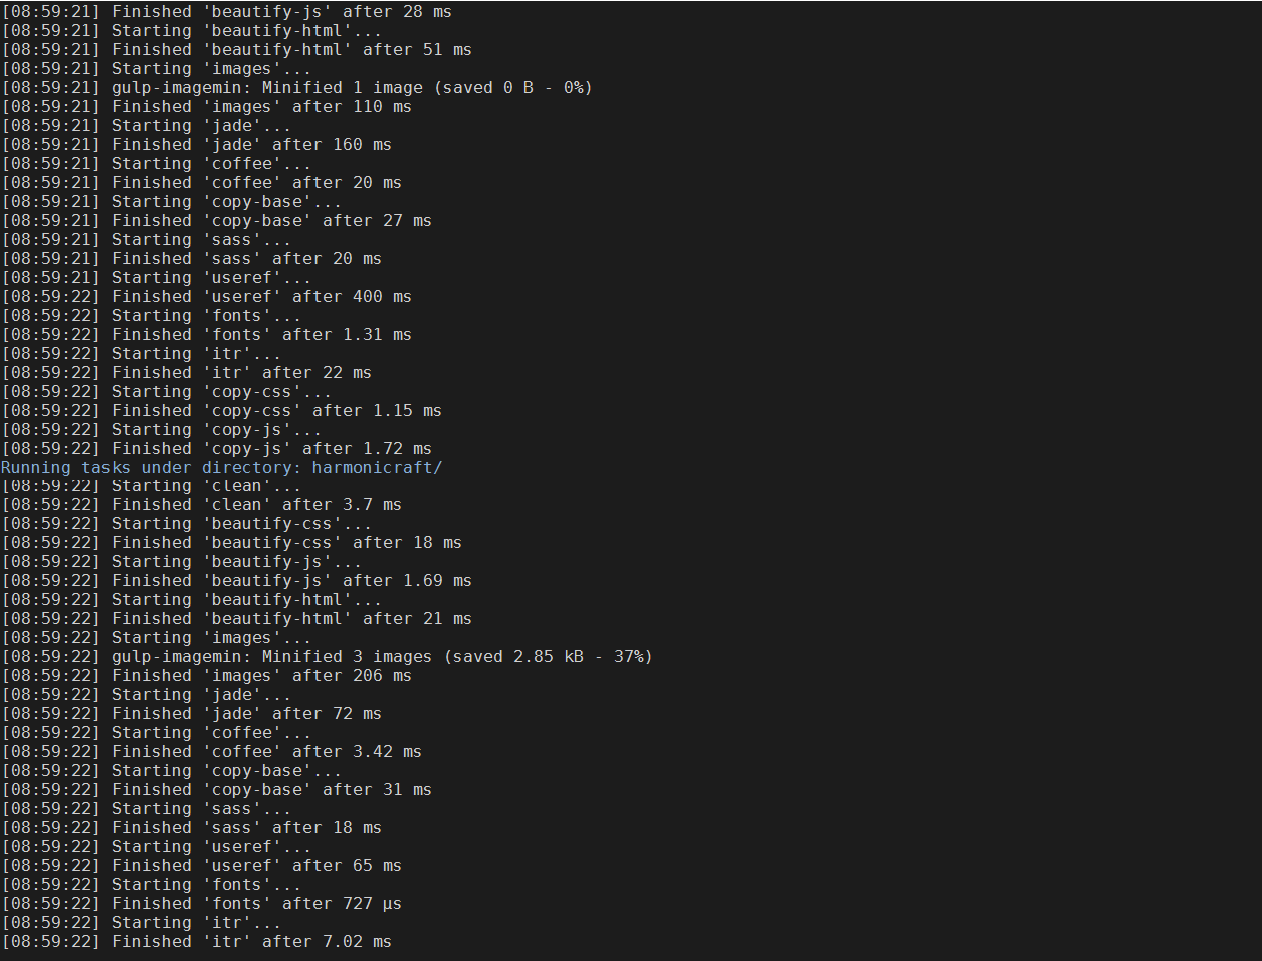 [08:59:21] Finished 'beautify-js' after 28 ms
[08:59:21] Starting 'beautify-html'...
[08:59:21] Finished 'beautify-html' after 51 ms
[08:59:21] Starting 'images'...
[08:59:21] gulp-imagemin: Minified 1 image (saved 0 B - 0%)
[08:59:21] Finished 'images' after 110 ms
[08:59:21] Starting 'jade'...
[08:59:21] Finished 'jade' after 160 ms
[08:59:21] Starting 'coffee'...
[08:59:21] Finished 'coffee' after 20 ms
[08:59:21] Starting 'copy-base'...
[08:59:21] Finished 'copy-base' after 27 ms
[08:59:21] Starting 'sass'...
[08:59:21] Finished 'sass' after 20 ms
[08:59:21] Starting 'useref'...
[08:59:22] Finished 'useref' after 400 ms
[08:59:22] Starting 'fonts'...
[08:59:22] Finished 'fonts' after 1.31 ms
[08:59:22] Starting 'itr'...
[08:59:22] Finished 'itr' after 22 ms
[08:59:22] Starting 'copy-css'...
[08:59:22] Finished 'copy-css' after 1.15 ms
[08:59:22] Starting 'copy-js'...
[08:59:22] Finished 'copy-js' after 1.72 ms
Running tasks under directory: harmonicraft/
[08:59:22] Starting 'clean'...
[08:59:22] Finished 'clean' after 3.7 ms
[08:59:22] Starting 'beautify-css'...
[08:59:22] Finished 'beautify-css' after 18 ms
[08:59:22] Starting 'beautify-js'...
[08:59:22] Finished 'beautify-js' after 1.69 ms
[08:59:22] Starting 'beautify-html'...
[08:59:22] Finished 'beautify-html' after 21 ms
[08:59:22] Starting 'images'...
[08:59:22] gulp-imagemin: Minified 3 images (saved 2.85 kB - 37%)
[08:59:22] Finished 'images' after 206 ms
[08:59:22] Starting 'jade'...
[08:59:22] Finished 'jade' after 72 ms
[08:59:22] Starting 'coffee'...
[08:59:22] Finished 'coffee' after 3.42 ms
[08:59:22] Starting 'copy-base'...
[08:59:22] Finished 'copy-base' after 31 ms
[08:59:22] Starting 'sass'...
[08:59:22] Finished 'sass' after 18 ms
[08:59:22] Starting 'useref'...
[08:59:22] Finished 'useref' after 65 ms
[08:59:22] Starting 'fonts'...
[08:59:22] Finished 'fonts' after 727 μs
[08:59:22] Starting 'itr'...
[08:59:22] Finished 'itr' after 7.02 ms